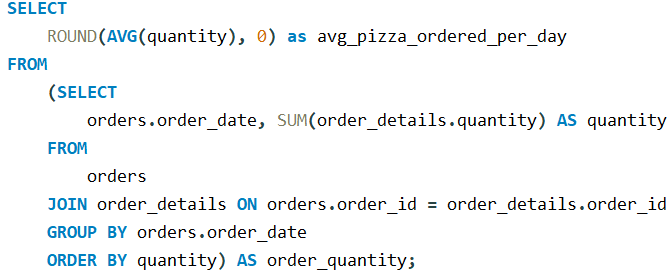 SELECT
ROUND(AVG(quantity), 0) as avg_pizza_ordered_per_day
FROM
(SELECT
orders.order_date, SUM(order_details.quantity) AS quantity
FROM
orders
JOIN order_details ON orders.order_id = order_details.order_id
GROUP BY orders.order_date
ORDER BY quantity) AS order_quantity;